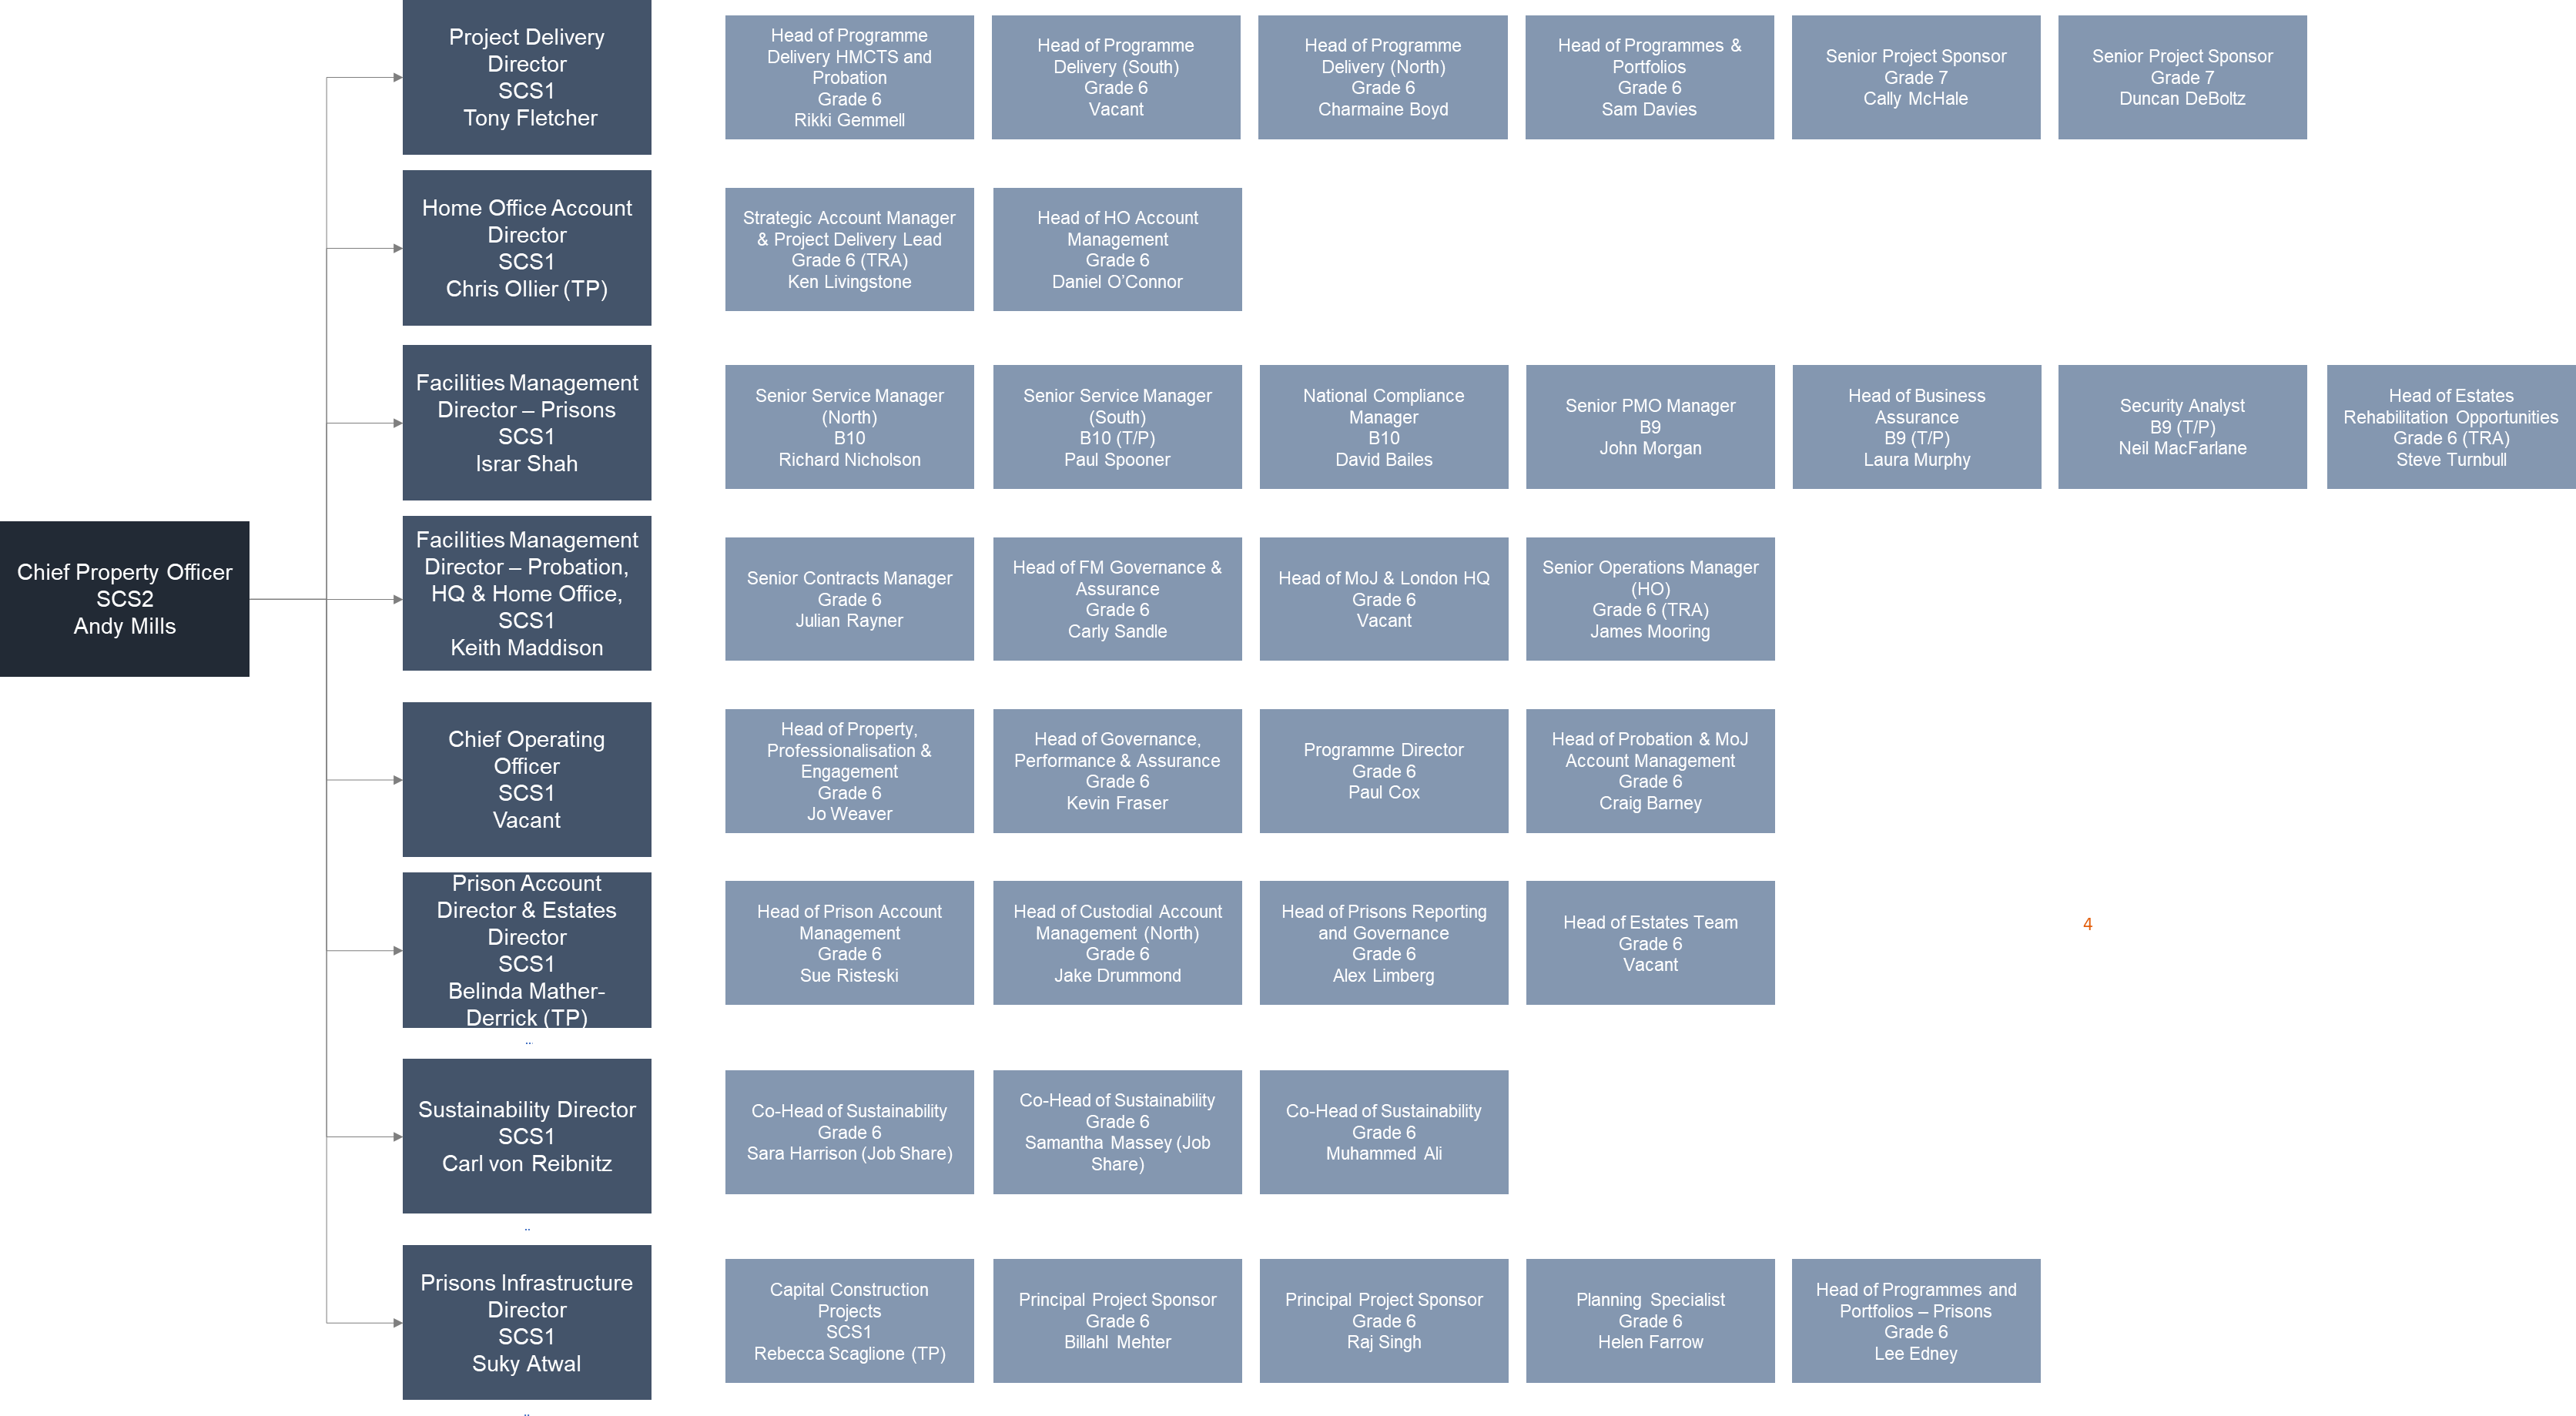 Project Delivery
Director
SCS1
Tony Fletcher
Head of Programme
Delivery HMCTS and
Probation
Grade 6
Rikki Gemmell
Head of Programme
Delivery (South)
Grade 6
Vacant
Head of Programme
Delivery (North)
Grade 6
Charmaine Boyd
Head of Programmes &
Portfolios
Grade 6
Sam Davies
Senior Project Sponsor
Grade 7
Cally McHale
Senior Project Sponsor
Grade 7
Duncan DeBoltz
Home Office Account
Director
SCS1
Chris Ollier (TP)
Strategic Account Manager
& Project Delivery Lead
Grade 6 (TRA)
Ken Livingstone
Head of HO Account
Management
Grade 6
Daniel O’Connor
Facilities Management
Director – Prisons
SCS1
Israr Shah
Senior Service Manager
(North)
B10
Richard Nicholson
Senior Service Manager
(South)
B10 (T/P)
Paul Spooner
National Compliance
Manager
B10
David Bailes
Senior PMO Manager
B9
John Morgan
Head of Business
Assurance
B9 (T/P)
Laura Murphy
Security Analyst
B9 (T/P)
Neil MacFarlane
Head of Estates
Rehabilitation Opportunities
Grade 6 (TRA)
Steve Turnbull
Chief Property Officer
SCS2
Andy Mills
Facilities Management
Director – Probation,
HQ & Home Office,
SCS1
Keith Maddison
Senior Contracts Manager
Grade 6
Julian Rayner
Head of FM Governance &
Assurance
Grade 6
Carly Sandle
Head of MoJ & London HQ
Grade 6
Vacant
Senior Operations Manager
(HO)
Grade 6 (TRA)
James Mooring
Chief Operating
Officer
SCS1
Vacant
Head of Property,
Professionalisation &
Engagement
Grade 6
Jo Weaver
Head of Governance,
Performance & Assurance
Grade 6
Kevin Fraser
Programme Director
Grade 6
Paul Cox
Head of Probation & MoJ
Account Management
Grade 6
Craig Barney
Prison Account
Director & Estates
Director
SCS1
Belinda Mather-
Derrick (TP)
Head of Prison Account
Management
Grade 6
Sue Risteski
Head of Custodial Account
Management (North)
Grade 6
Jake Drummond
Head of Prisons Reporting
and Governance
Grade 6
Alex Limberg
Head of Estates Team
Grade 6
Vacant
4
Sustainability Director
SCS1
Carl von Reibnitz
Co-Head of Sustainability
Grade 6
Sara Harrison (Job Share)
Co-Head of Sustainability
Grade 6
Samantha Massey (Job
Share)
Co-Head of Sustainability
Grade 6
Muhammed Ali
Prisons Infrastructure
Director
SCS1
Suky Atwal
Capital Construction
Projects
SCS1
Rebecca Scaglione (TP)
Principal Project Sponsor
Grade 6
Billahl Mehter
Principal Project Sponsor
Grade 6
Raj Singh
Planning Specialist
Grade 6
Helen Farrow
Head of Programmes and
Portfolios – Prisons
Grade 6
Lee Edney